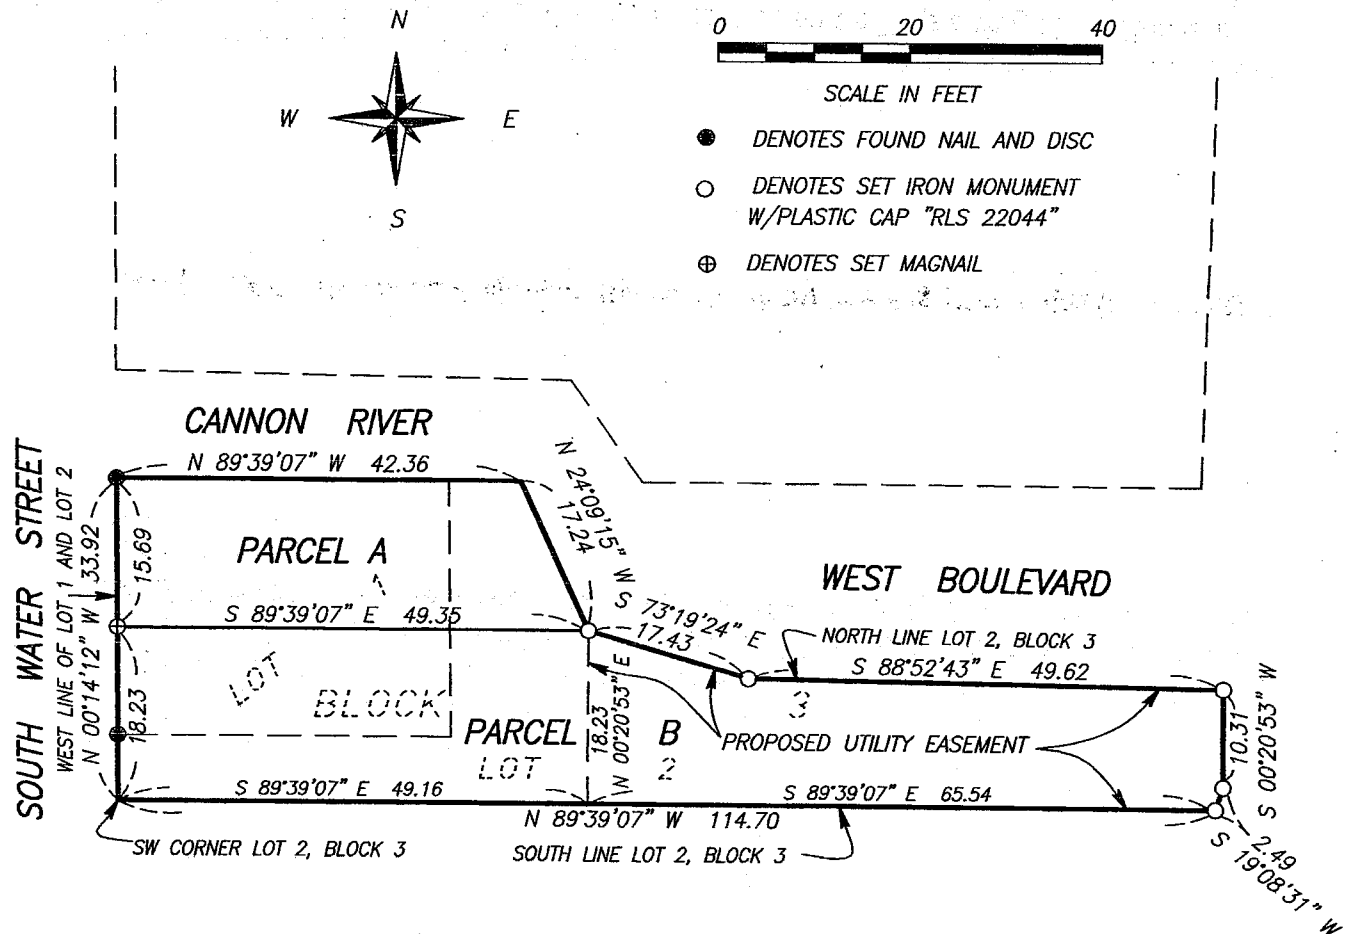 N
W
E
S
0 20 40
SCALE IN FEET
DENOTES FOUND NAIL AND DISC
DENOTES SET IRON MONUMENT
W/PLASTIC CAP "RLS 22044"
DENOTES SET MAGNAIL
CANNON RIVER
N 89°39'07" W 42.36
N 24°09'15" W
17.24
SOUTH WATER STREET
WEST LINE OF LOT 1 AND LOT 2
N 00°14'12" W 33.92
15.69
18.23
PARCEL A
1
S 89°39'07" E 49.35
S 73°19'24" E
17.43
WEST BOULEVARD
NORTH LINE LOT 2, BLOCK 3
S 88°52'43" E 49.62
LOT
BLOCK 3
18.23
N 00°20'53" E
10.31
S 00°20'53" W
PARCEL B
LOT 2
PROPOSED UTILITY EASEMENT
S 89°39'07" E 49.16
S 89°39'07" E 65.54
N 89°39'07" W 114.70
SW CORNER LOT 2, BLOCK 3
SOUTH LINE LOT 2, BLOCK 3
2.49
S 19°08'31" W